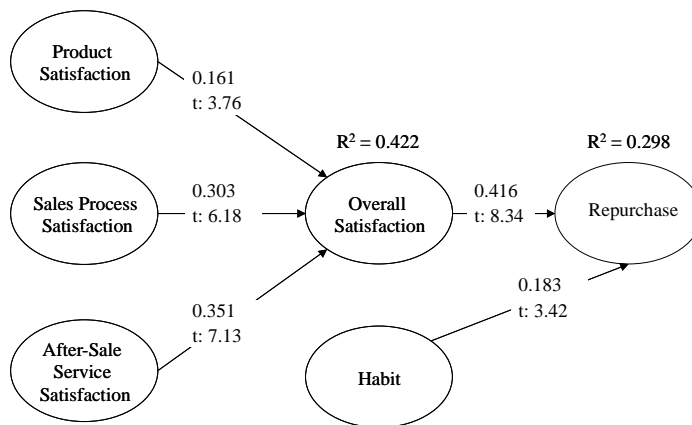 Product
Satisfaction
0.161
t: 3.76
R² = 0.422
R² = 0.298
Sales Process
Satisfaction
0.303
t: 6.18
Overall
Satisfaction
0.416
t: 8.34
Repurchase
0.183
t: 3.42
0.351
t: 7.13
After-Sale
Service
Satisfaction
Habit